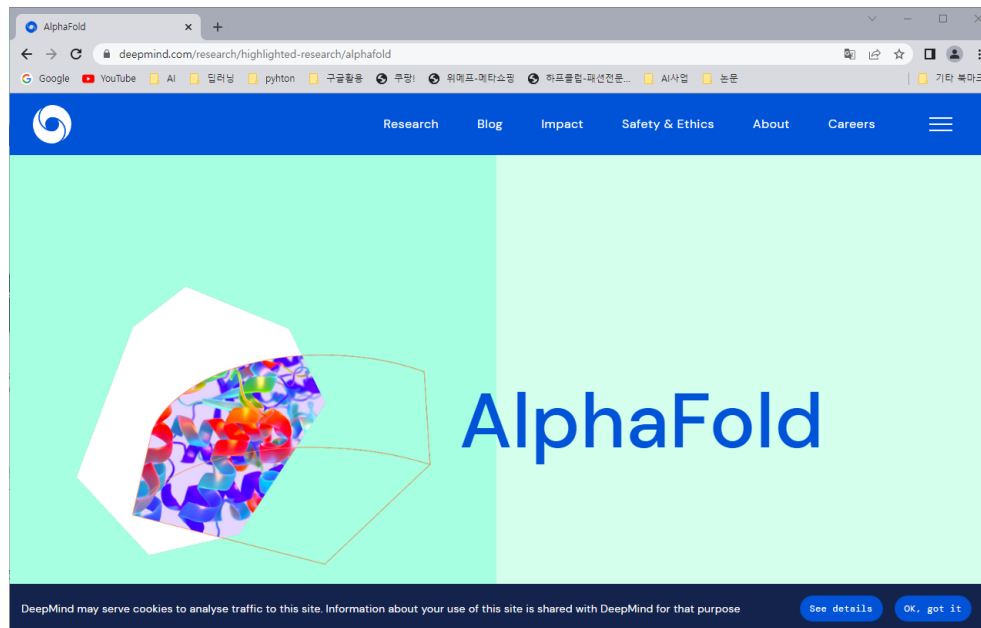 AlphaFold
deepmind.com/research/highlighted-research/alphafold
Google YouTube AI 딥러닝 pyhton 구글활용 쿠팡! 위메프-메타쇼핑 하프클럽-패션전문... AI사업 논문 기타 북마크
Research Blog Impact Safety & Ethics About Careers
AlphaFold
DeepMind may serve cookies to analyse traffic to this site. Information about your use of this site is shared with DeepMind for that purpose See details OK, got it